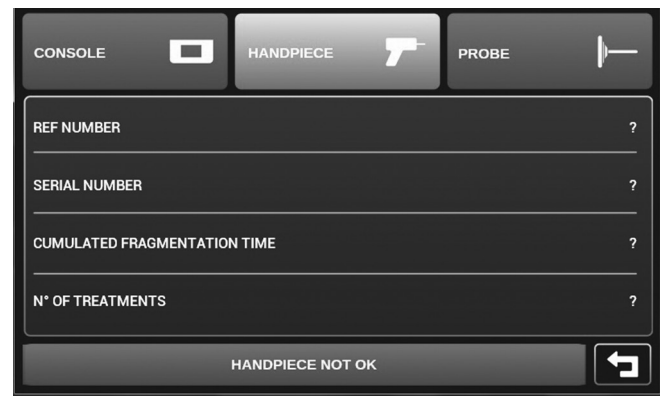 CONSOLE HANDPIECE PROBE
REF NUMBER ?
SERIAL NUMBER ?
CUMULATED FRAGMENTATION TIME ?
N° OF TREATMENTS ?
HANDPIECE NOT OK